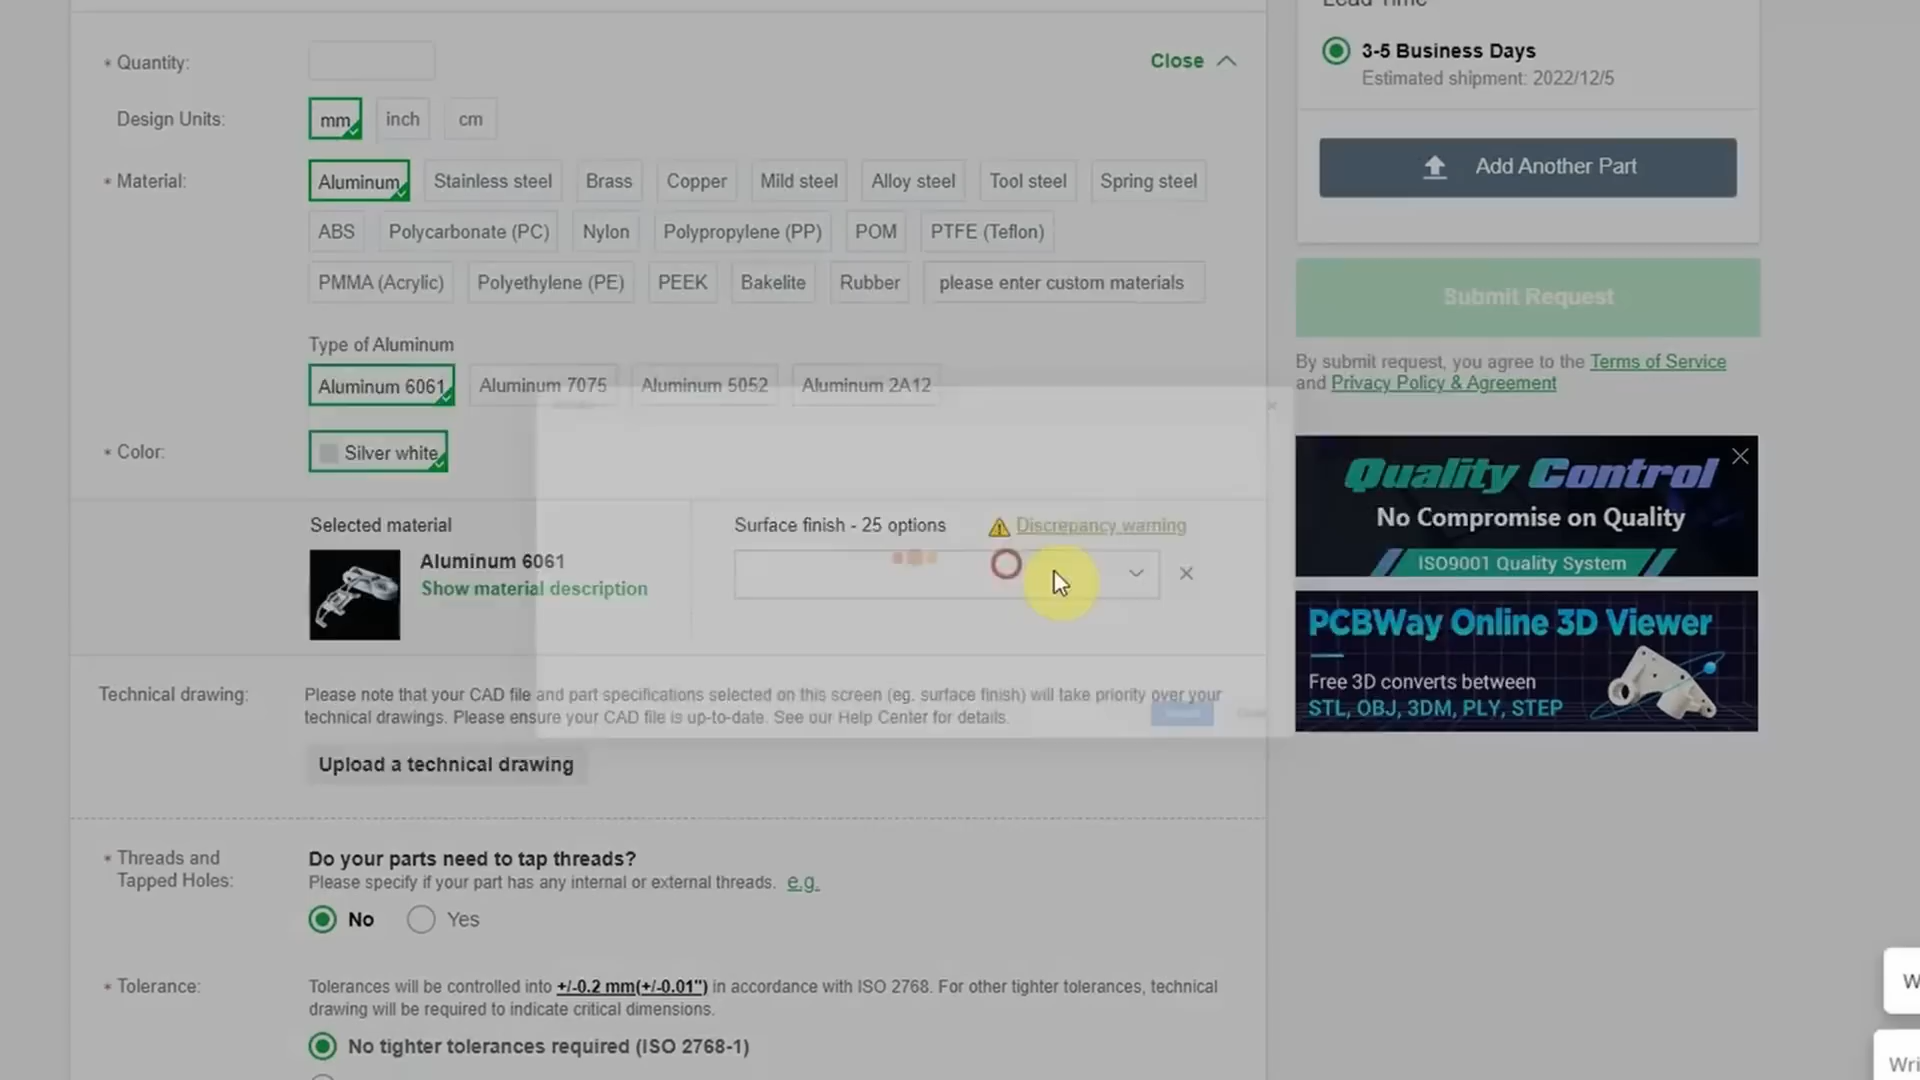 Lead Time
* Quantity:
Close
3-5 Business Days
Estimated shipment: 2022/12/5
Design Units:
mm
inch
cm
Add Another Part
* Material:
Aluminum
Stainless steel
Brass
Copper
Mild steel
Alloy steel
Tool steel
Spring steel
ABS
Polycarbonate (PC)
Nylon
Polypropylene (PP)
POM
PTFE (Teflon)
PMMA (Acrylic)
Polyethylene (PE)
PEEK
Bakelite
Rubber
please enter custom materials
Submit Request
By submit request, you agree to the Terms of Service
and Privacy Policy & Agreement
Type of Aluminum
Aluminum 6061
Aluminum 7075
Aluminum 5052
Aluminum 2A12
* Color:
Silver white
Quality Control
No Compromise on Quality
ISO9001 Quality System
Selected material
Aluminum 6061
Show material description
Surface finish - 25 options
Discrepancy warning
PCBWay Online 3D Viewer
Free 3D converts between
STL, OBJ, 3DM, PLY, STEP
Technical drawing:
Please note that your CAD file and part specifications selected on this screen (eg. surface finish) will take priority over your
technical drawings. Please ensure your CAD file is up-to-date. See our Help Center for details.
Upload a technical drawing
* Threads and
Tapped Holes:
Do your parts need to tap threads?
Please specify if your part has any internal or external threads. e.g.
No
Yes
* Tolerance:
Tolerances will be controlled into +/-0.2 mm(+/-0.01") in accordance with ISO 2768. For other tighter tolerances, technical
drawing will be required to indicate critical dimensions.
No tighter tolerances required (ISO 2768-1)
W
Wri